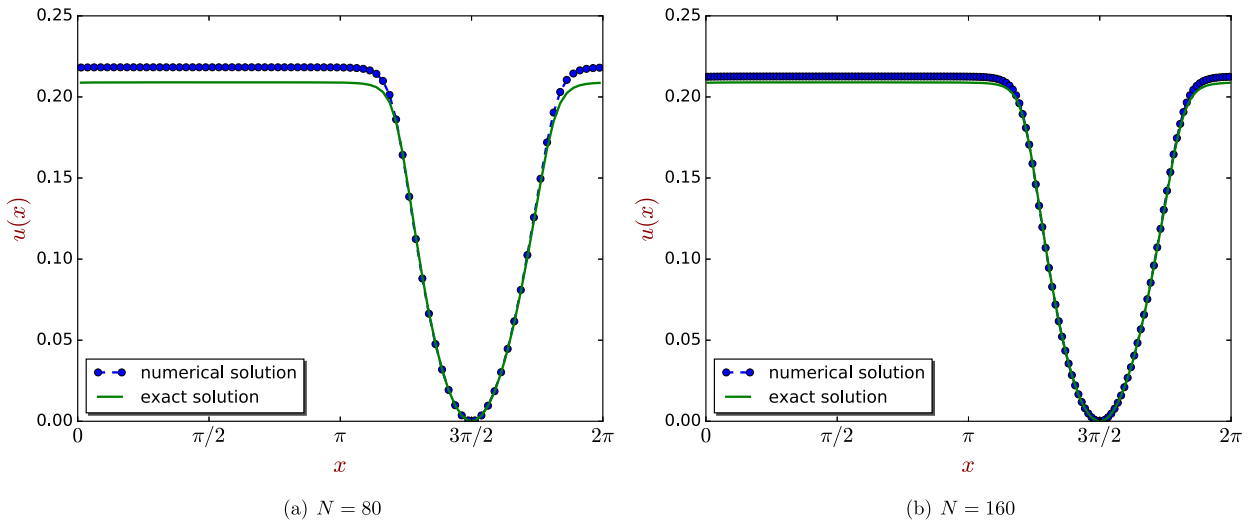 0.25
0.20
0.15
0.10
0.05
0.00
u(x)
numerical solution
exact solution
0 π/2 π 3π/2 2π
x
(a) N = 80
0.25
0.20
0.15
0.10
0.05
0.00
u(x)
numerical solution
exact solution
0 π/2 π 3π/2 2π
x
(b) N = 160